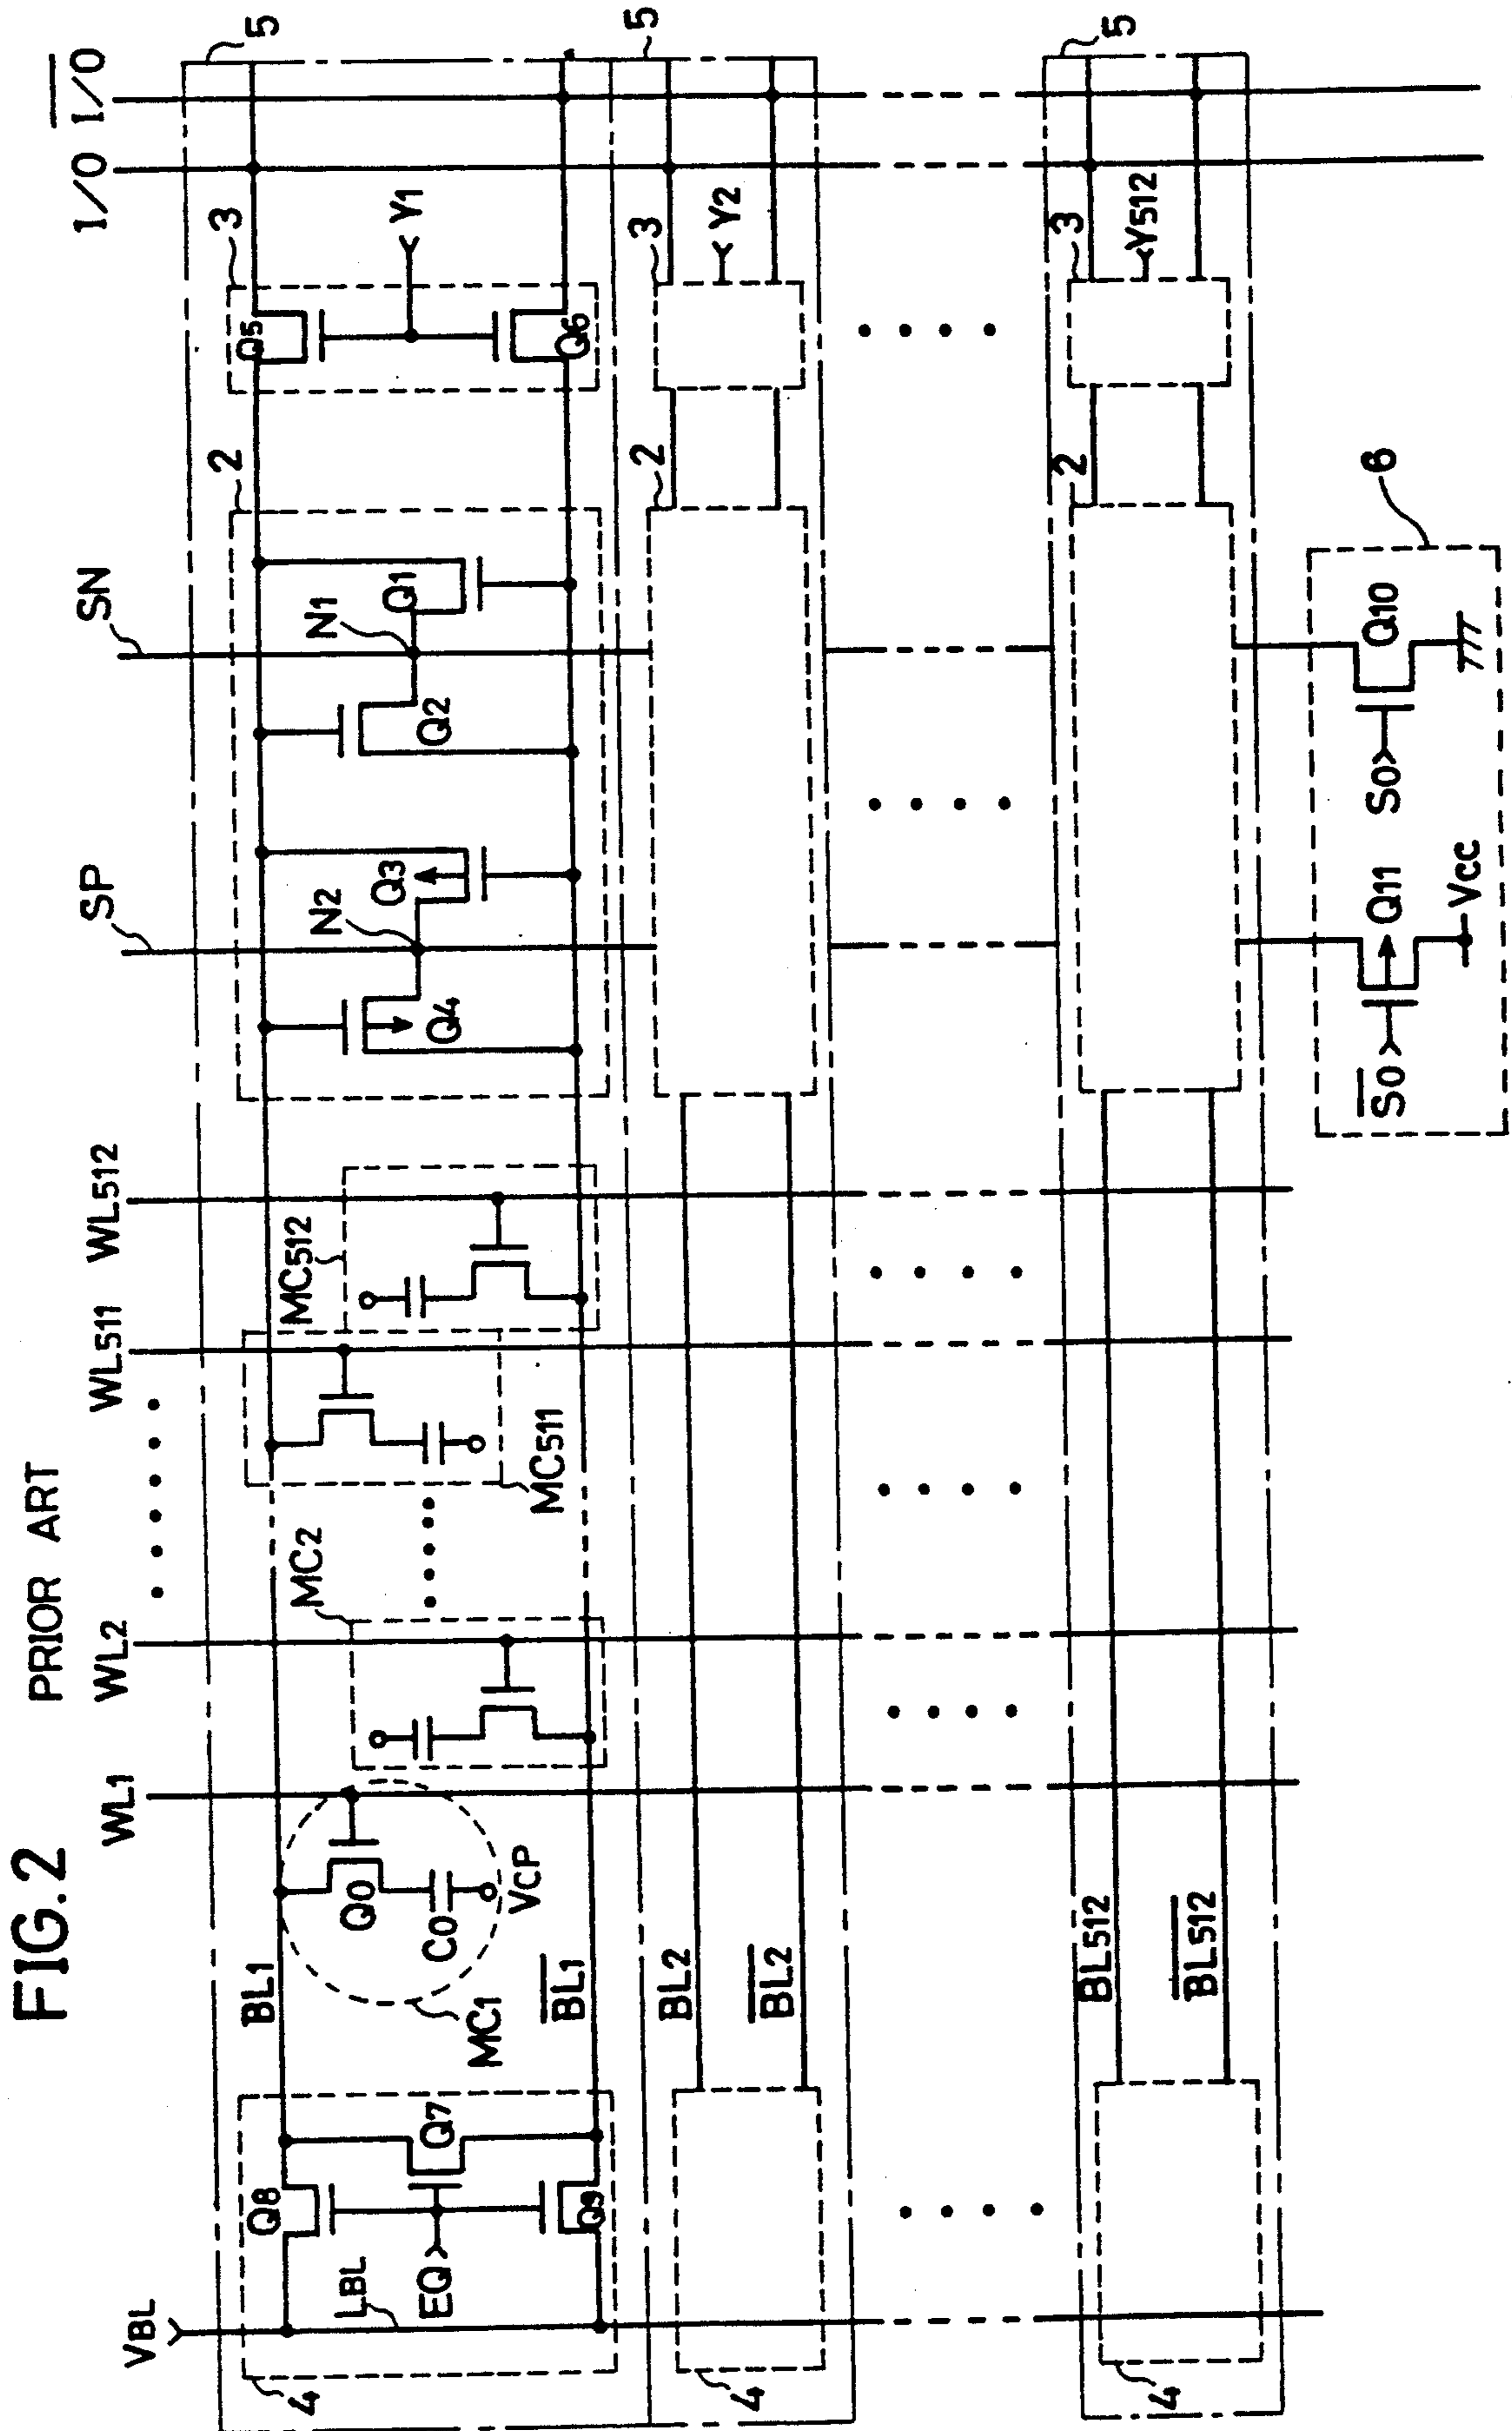 FIG.2
PRIOR ART
VBL
WL1
WL2
WL511
WL512
SP
SN
I/O
I/O
5
4
LBL
EQ
Q8
Q7
Q9
BL1
BL1
MC1
Q0
C0
VCP
MC2
MC511
MC512
Q4
N2
Q3
Q2
N1
Q1
2
Q5
Q6
3
Y1
5
4
BL2
BL2
2
3
Y2
5
4
BL512
BL512
2
3
Y512
S0
Q11
Vcc
S0
Q10
6